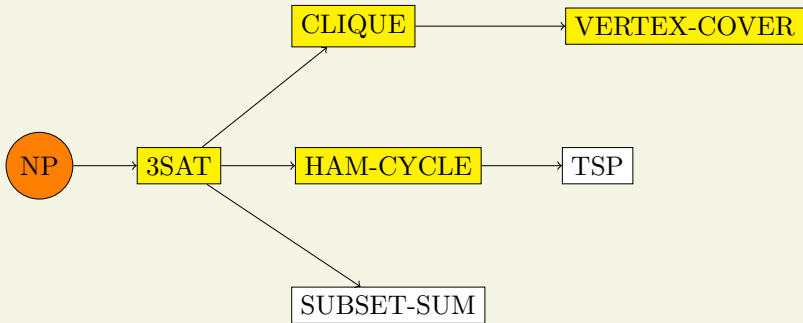 CLIQUE
VERTEX-COVER
NP
3SAT
HAM-CYCLE
TSP
SUBSET-SUM